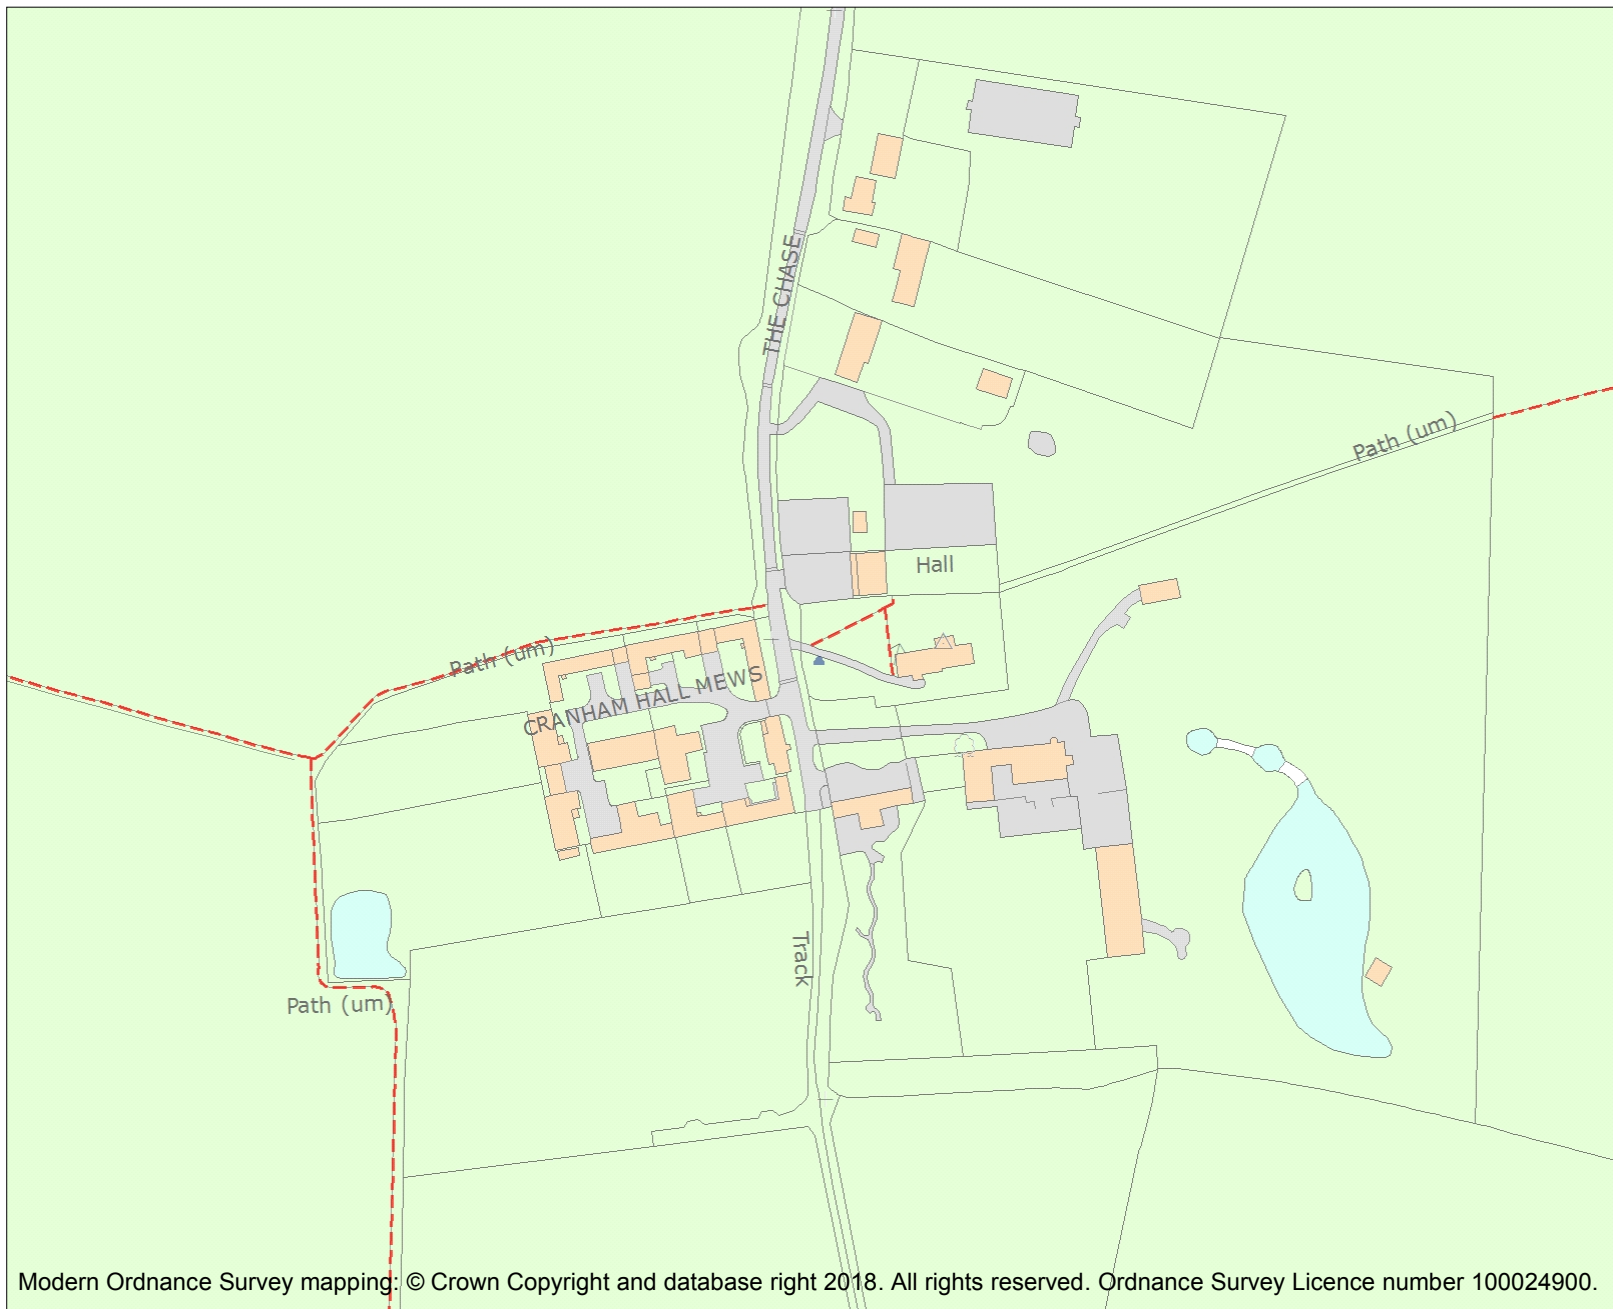 THE CHASE
Path (um)
Hall
Path (um)
CRANHAM HALL MEWS
Track
Path (um)
Modern Ordnance Survey mapping: © Crown Copyright and database right 2018. All rights reserved. Ordnance Survey Licence number 100024900.